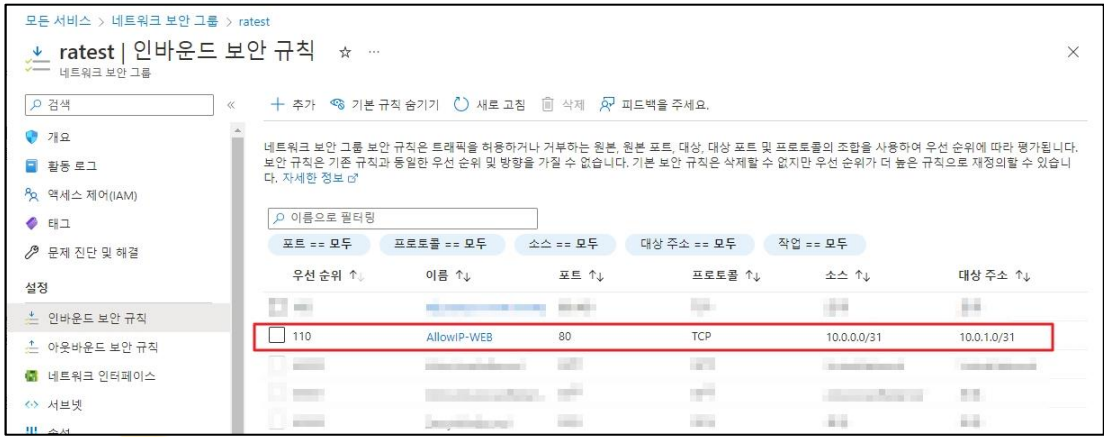 모든 서비스 > 네트워크 보안 그룹 > ratest
ratest | 인바운드 보안 규칙
네트워크 보안 그룹
검색
추가 기본 규칙 숨기기 새로 고침 삭제 피드백을 주세요.
개요
활동 로그
액세스 제어(IAM)
태그
문제 진단 및 해결
설정
인바운드 보안 규칙
아웃바운드 보안 규칙
네트워크 인터페이스
서브넷
네트워크 보안 그룹 보안 규칙은 트래픽을 허용하거나 거부하는 원본, 원본 포트, 대상, 대상 포트 및 프로토콜의 조합을 사용하여 우선 순위에 따라 평가됩니다.
보안 규칙은 기존 규칙과 동일한 우선 순위 및 방향을 가질 수 없습니다. 기본 보안 규칙은 삭제할 수 없지만 우선 순위가 더 높은 규칙으로 재정의할 수 있습니
다. 자세한 정보
이름으로 필터링
포트 == 모두 프로토콜 == 모두 소스 == 모두 대상 주소 == 모두 작업 == 모두
우선 순위 이름 포트 프로토콜 소스 대상 주소
110 AllowIP-WEB 80 TCP 10.0.0.0/31 10.0.1.0/31